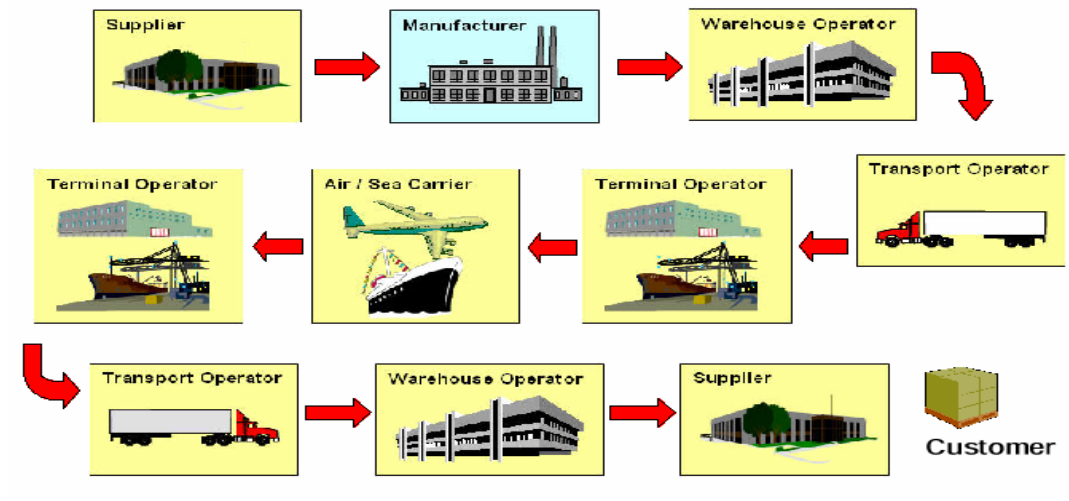 Supplier
Manufacturer
Warehouse Operator
Transport Operator
Terminal Operator
Air / Sea Carrier
Terminal Operator
Transport Operator
Warehouse Operator
Supplier
Customer